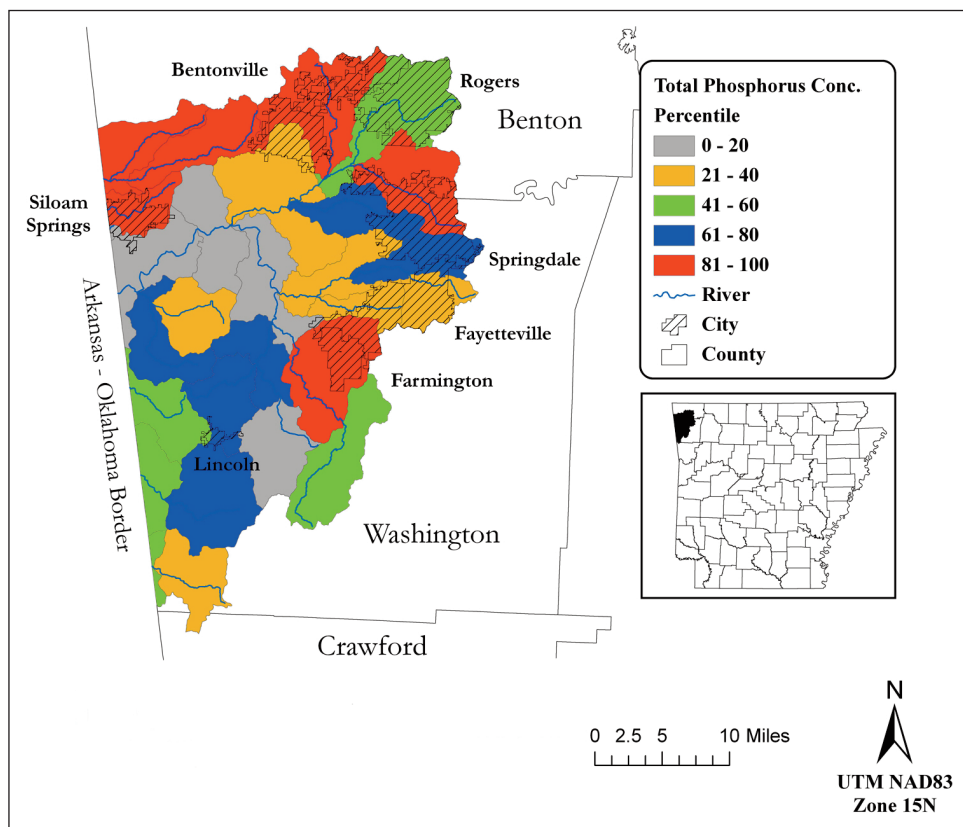 Bentonville
Rogers
Benton
Siloam
Springs
Springdale
Fayetteville
Farmington
Lincoln
Arkansas - Oklahoma Border
Washington
Crawford
Total Phosphorus Conc.
Percentile
0 - 20
21 - 40
41 - 60
61 - 80
81 - 100
River
City
County
0 2.5 5 10 Miles
N
UTM NAD83
Zone 15N